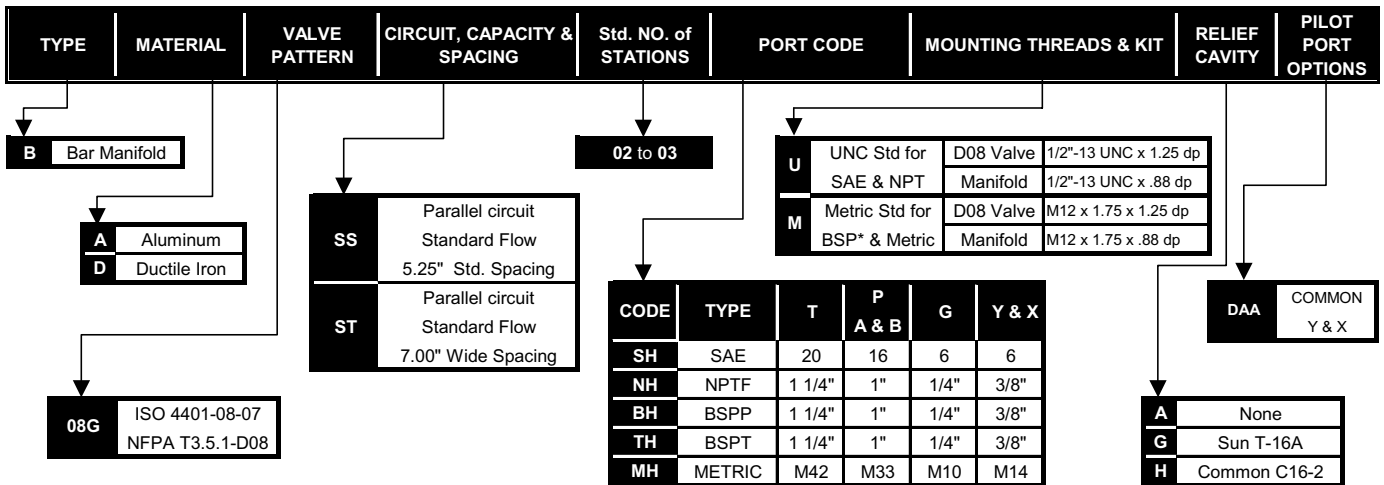 TYPE MATERIAL VALVE PATTERN CIRCUIT, CAPACITY & SPACING Std. NO. of STATIONS PORT CODE MOUNTING THREADS & KIT RELIEF CAVITY PILOT PORT OPTIONS
B Bar Manifold
A Aluminum
D Ductile Iron
08G ISO 4401-08-07
NFPA T3.5.1-D08
SS Parallel circuit
Standard Flow
5.25" Std. Spacing
ST Parallel circuit
Standard Flow
7.00" Wide Spacing
02 to 03
U UNC Std for SAE & NPT D08 Valve 1/2"-13 UNC x 1.25 dp
Manifold 1/2"-13 UNC x .88 dp
M Metric Std for BSP* & Metric D08 Valve M12 x 1.75 x 1.25 dp
Manifold M12 x 1.75 x .88 dp
CODE TYPE T P A & B G Y & X
SH SAE 20 16 6 6
NH NPTF 1 1/4" 1" 1/4" 3/8"
BH BSPP 1 1/4" 1" 1/4" 3/8"
TH BSPT 1 1/4" 1" 1/4" 3/8"
MH METRIC M42 M33 M10 M14
DAA COMMON
Y & X
A None
G Sun T-16A
H Common C16-2